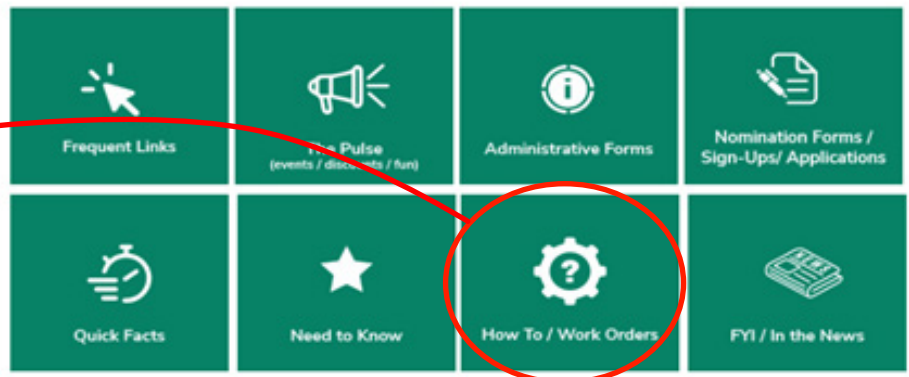 Frequent Links
The Pulse
(events / discounts / fun)
Administrative Forms
Nomination Forms /
Sign-Ups/ Applications
Quick Facts
Need to Know
How To / Work Orders
NEWS
FYI / In the News